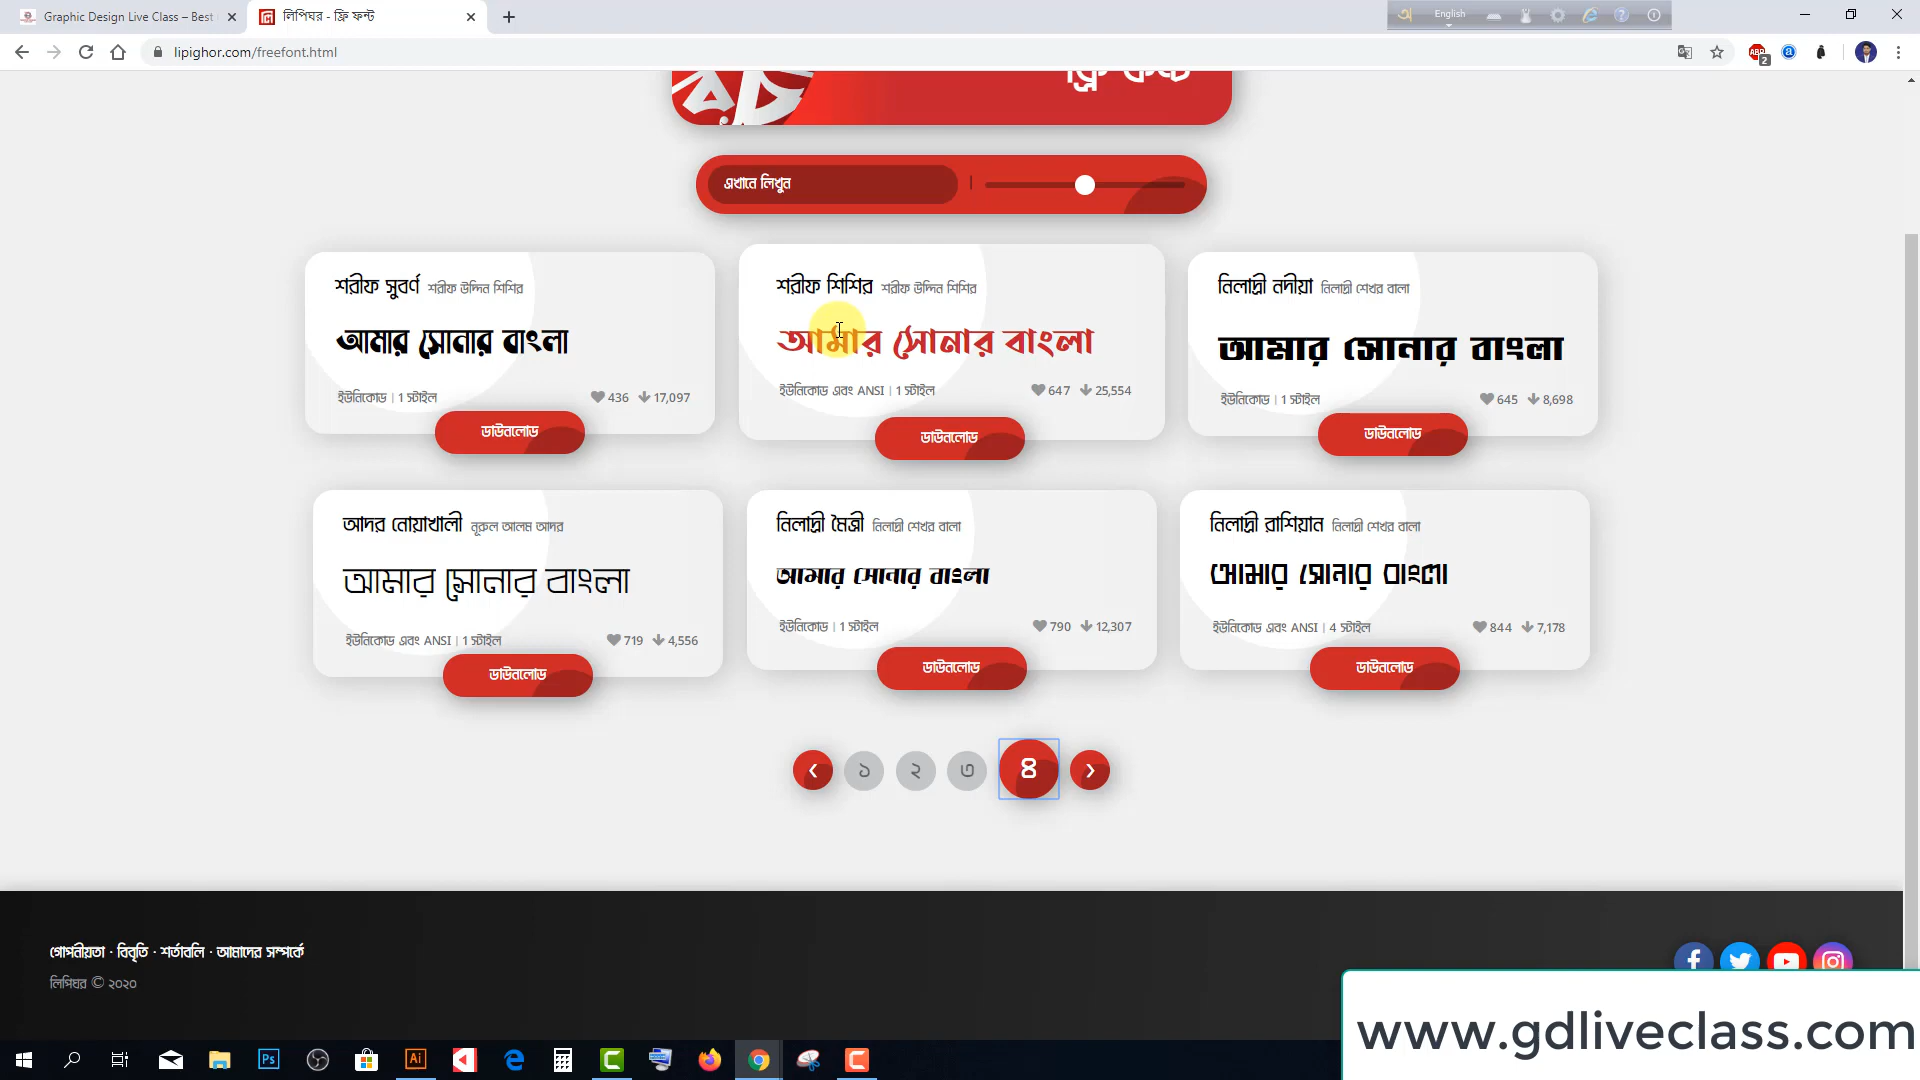 Graphic Design Live Class – Best
লিপিঘর - ফ্রি ফন্ট
English
lipighor.com/freefont.html
ABP
2
ফ্রি ফন্ট
এখানে লিখুন
শরীফ সুবর্ণ শরীফ উদ্দিন শিশির
আমার সোনার বাংলা
ইউনিকোড | 1 স্টাইল
436 17,097
ডাউনলোড
শরীফ শিশির শরীফ উদ্দিন শিশির
আমার সোনার বাংলা
ইউনিকোড এবং ANSI | 1 স্টাইল
647 25,554
ডাউনলোড
নিলাদ্রী নদীয়া নিলাদ্রী শেখর বালা
আমার সোনার বাংলা
ইউনিকোড | 1 স্টাইল
645 8,698
ডাউনলোড
আদর নোয়াখালী নূরুল আলম আদর
আমার সোনার বাংলা
ইউনিকোড এবং ANSI | 1 স্টাইল
719 4,556
ডাউনলোড
নিলাদ্রী মৈত্রী নিলাদ্রী শেখর বালা
আমার সোনার বাংলা
ইউনিকোড | 1 স্টাইল
790 12,307
ডাউনলোড
নিলাদ্রী রাশিয়ান নিলাদ্রী শেখর বালা
আমার সোনার বাংলা
ইউনিকোড এবং ANSI | 4 স্টাইল
844 7,178
ডাউনলোড
১ ২ ৩ ৪
গোপনীয়তা · বিবৃতি · শর্তাবলি · আমাদের সম্পর্কে
লিপিঘর © ২০২০
www.gdliveclass.com
Ps
Ai